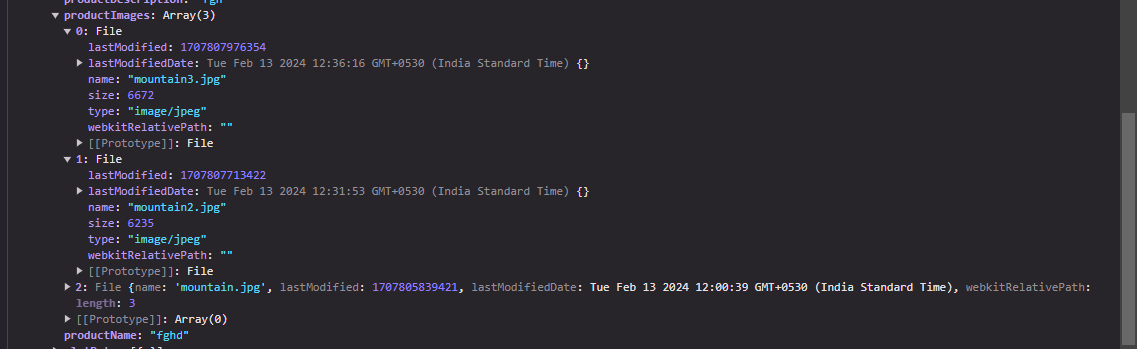 productDescription: "fgh"
productImages: Array(3)
0: File
lastModified: 1707807976354
lastModifiedDate: Tue Feb 13 2024 12:36:16 GMT+0530 (India Standard Time) {}
name: "mountain3.jpg"
size: 6672
type: "image/jpeg"
webkitRelativePath: ""
[[Prototype]]: File
1: File
lastModified: 1707807713422
lastModifiedDate: Tue Feb 13 2024 12:31:53 GMT+0530 (India Standard Time) {}
name: "mountain2.jpg"
size: 6235
type: "image/jpeg"
webkitRelativePath: ""
[[Prototype]]: File
2: File {name: 'mountain.jpg', lastModified: 1707805839421, lastModifiedDate: Tue Feb 13 2024 12:00:39 GMT+0530 (India Standard Time), webkitRelativePath:
length: 3
[[Prototype]]: Array(0)
productName: "fghd"